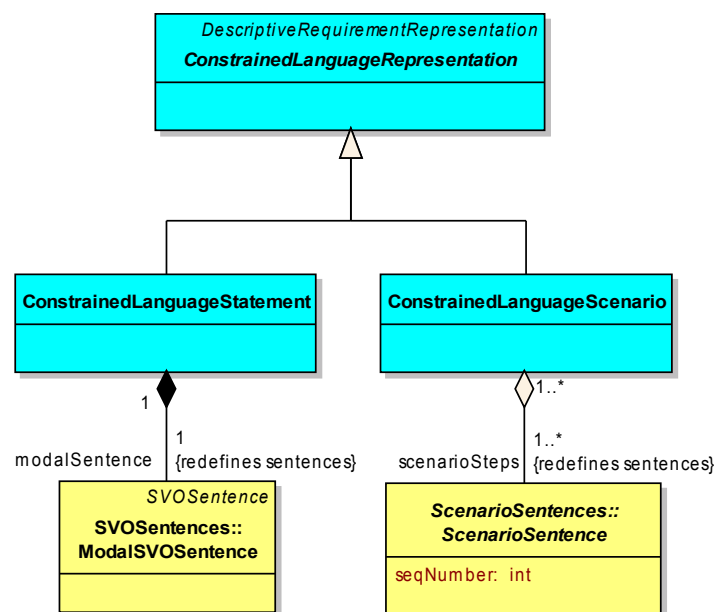 DescriptiveRequirementRepresentation
ConstrainedLanguageRepresentation
ConstrainedLanguageStatement
ConstrainedLanguageScenario
1
1..*
modalSentence
1
{redefines sentences}
scenarioSteps
1..*
{redefines sentences}
SVOSentence
SVOSentences::
ModalSVOSentence
ScenarioSentences::
ScenarioSentence
seqNumber: int